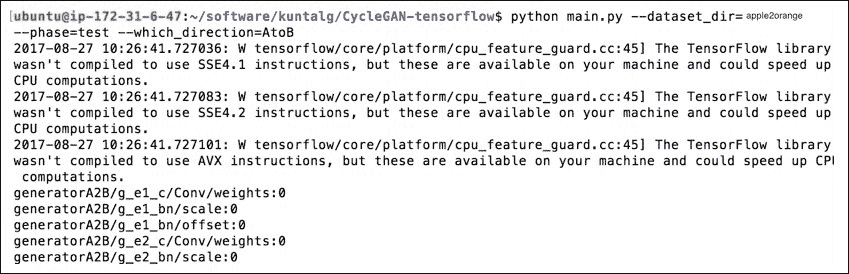 ubuntu@ip-172-31-6-47:~/software/kuntalg/CycleGAN-tensorflow$ python main.py --dataset_dir= apple2orange
--phase=test --which_direction=AtoB
2017-08-27 10:26:41.727036: W tensorflow/core/platform/cpu_feature_guard.cc:45] The TensorFlow library
wasn't compiled to use SSE4.1 instructions, but these are available on your machine and could speed up
CPU computations.
2017-08-27 10:26:41.727083: W tensorflow/core/platform/cpu_feature_guard.cc:45] The TensorFlow library
wasn't compiled to use SSE4.2 instructions, but these are available on your machine and could speed up
CPU computations.
2017-08-27 10:26:41.727101: W tensorflow/core/platform/cpu_feature_guard.cc:45] The TensorFlow library
wasn't compiled to use AVX instructions, but these are available on your machine and could speed up CPU
computations.
generatorA2B/g_e1_c/Conv/weights:0
generatorA2B/g_e1_bn/scale:0
generatorA2B/g_e1_bn/offset:0
generatorA2B/g_e2_c/Conv/weights:0
generatorA2B/g_e2_bn/scale:0